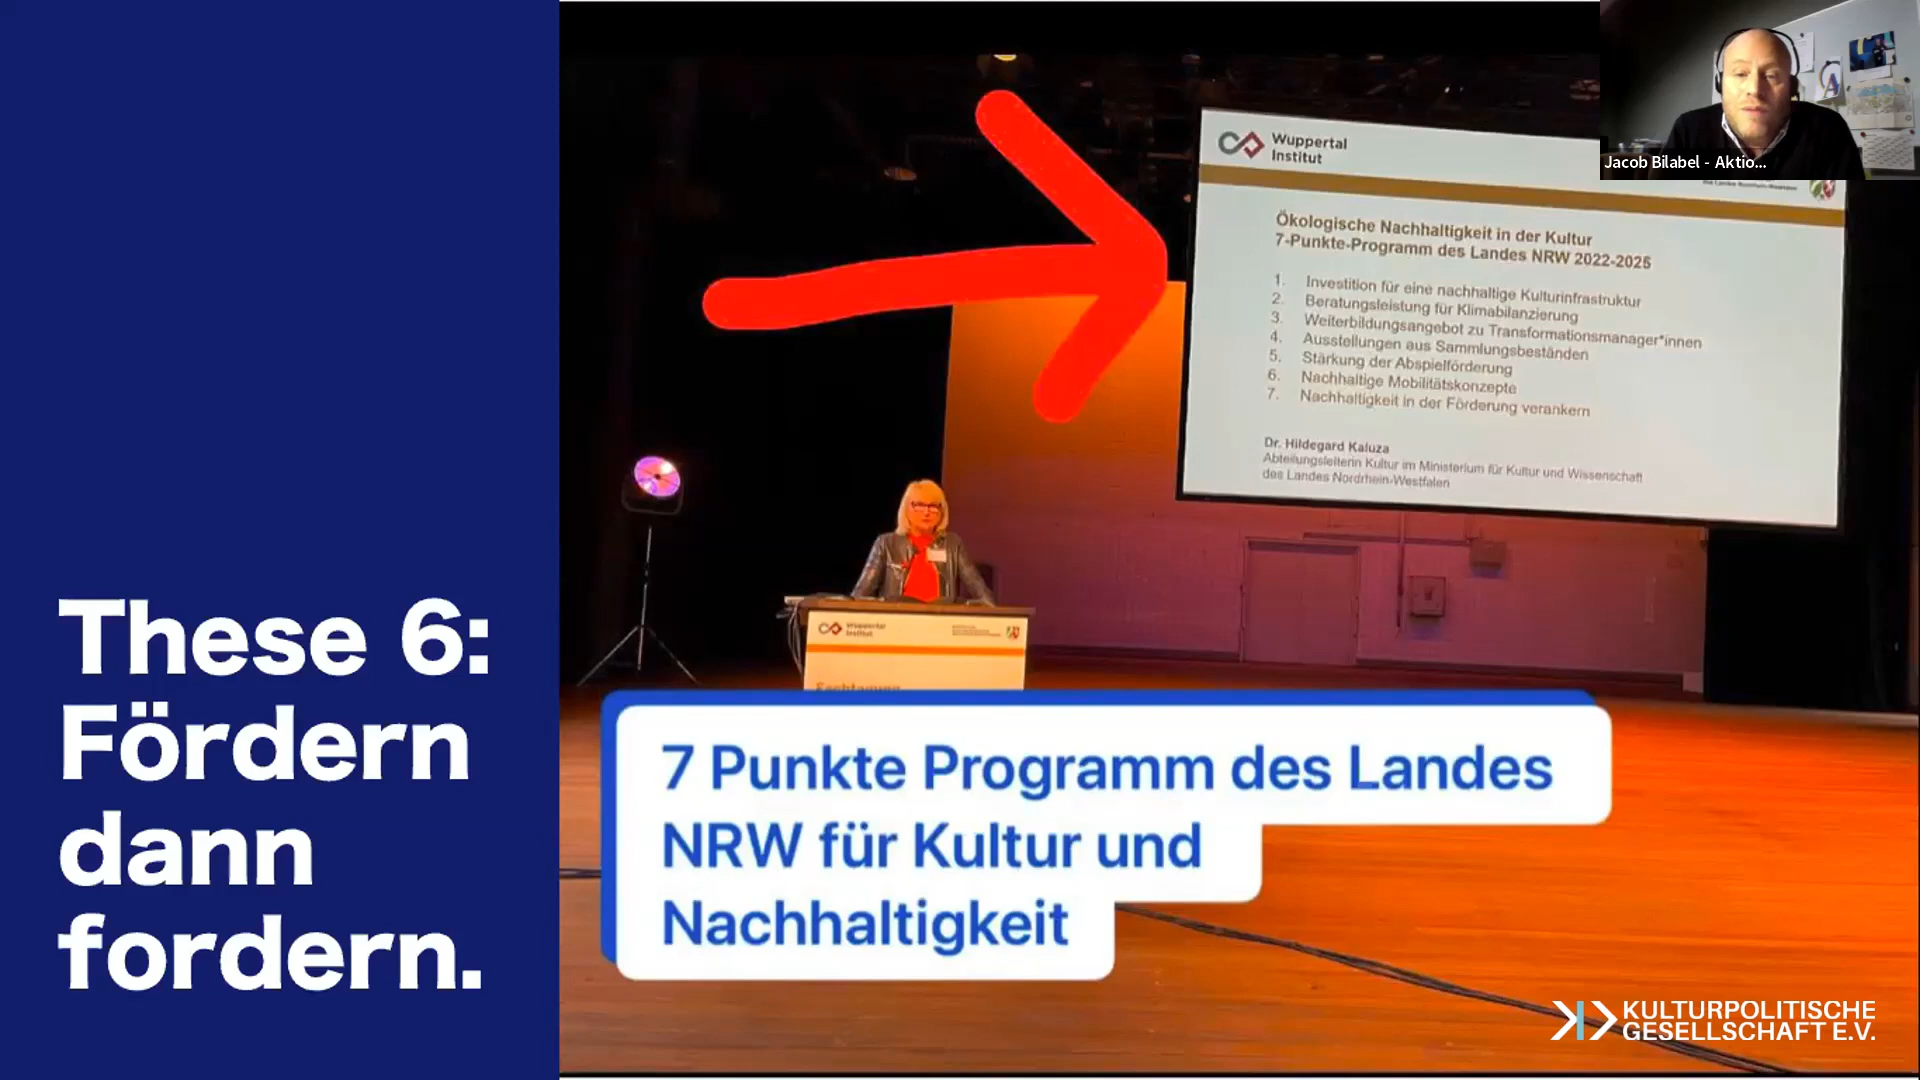 These 6:
Fördern
dann
fordern.
Wuppertal
Institut
Ökologische Nachhaltigkeit in der Kultur
7-Punkte-Programm des Landes NRW 2022-2025
1. Investition für eine nachhaltige Kulturinfrastruktur
2. Beratungsleistung für Klimabilanzierung
3. Weiterbildungsangebot zu Transformationsmanager*innen
4. Ausstellungen aus Sammlungsbeständen
5. Stärkung der Abspielförderung
6. Nachhaltige Mobilitätskonzepte
7. Nachhaltigkeit in der Förderung verankern
Dr. Hildegard Kaluza
Abteilungsleiterin Kultur im Ministerium für Kultur und Wissenschaft
des Landes Nordrhein-Westfalen
Jacob Bilabel - Aktio...
Wuppertal
Institut
Fachtagung
7 Punkte Programm des Landes
NRW für Kultur und
Nachhaltigkeit
KULTURPOLITISCHE
GESELLSCHAFT E.V.